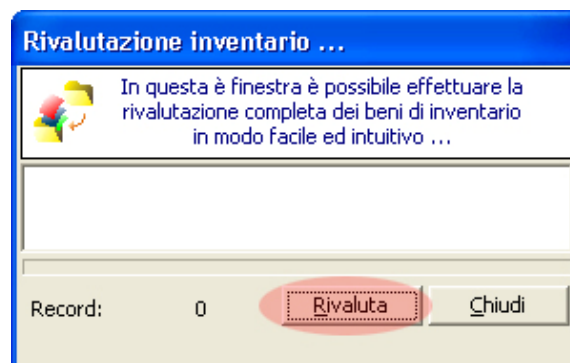 Rivalutazione inventario ...
In questa è finestra è possibile effettuare la
rivalutazione completa dei beni di inventario
in modo facile ed intuitivo ...
Record: 0 Rivaluta Chiudi